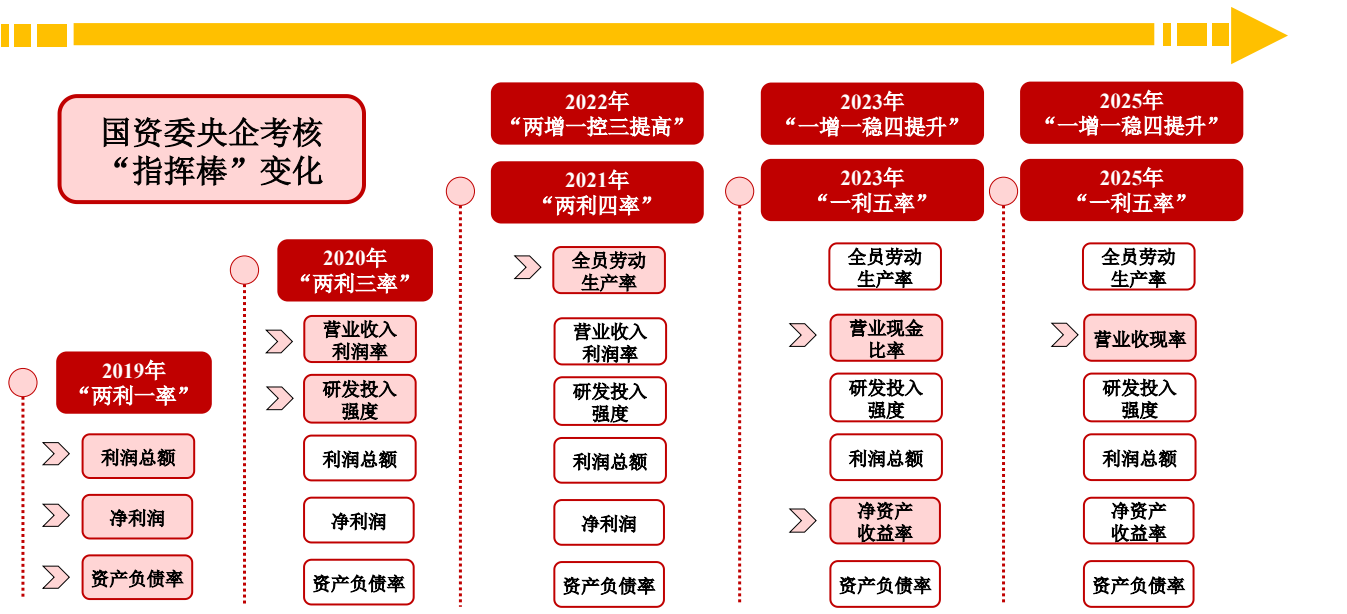 国资委央企考核
“指挥棒”变化
2019年
“两利一率”
利润总额
净利润
资产负债率
2020年
“两利三率”
营业收入
利润率
研发投入
强度
利润总额
净利润
资产负债率
2022年
“两增一控三提高”
2021年
“两利四率”
全员劳动
生产率
营业收入
利润率
研发投入
强度
利润总额
净利润
资产负债率
2023年
“一增一稳四提升”
2023年
“一利五率”
全员劳动
生产率
营业现金
比率
研发投入
强度
利润总额
净资产
收益率
资产负债率
2025年
“一增一稳四提升”
2025年
“一利五率”
全员劳动
生产率
营业收现率
研发投入
强度
利润总额
净资产
收益率
资产负债率